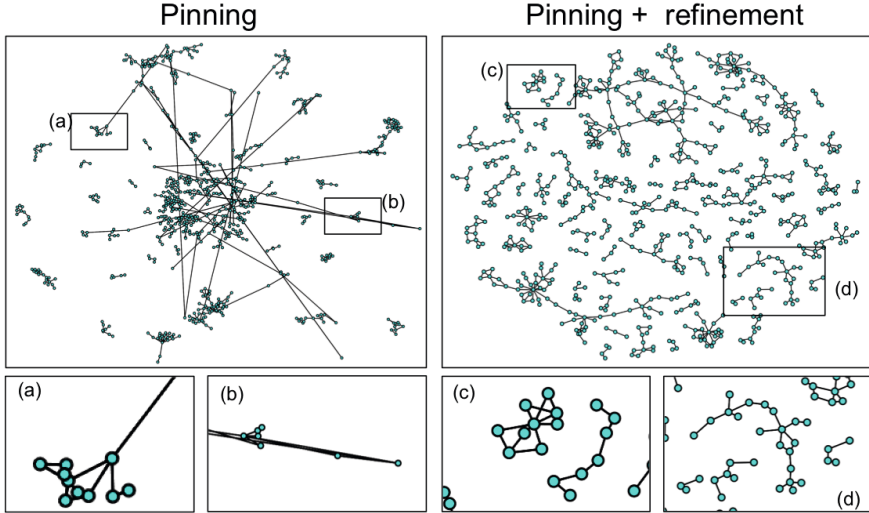 Pinning
Pinning + refinement
(a)
(b)
(c)
(d)
(a)
(b)
(c)
(d)